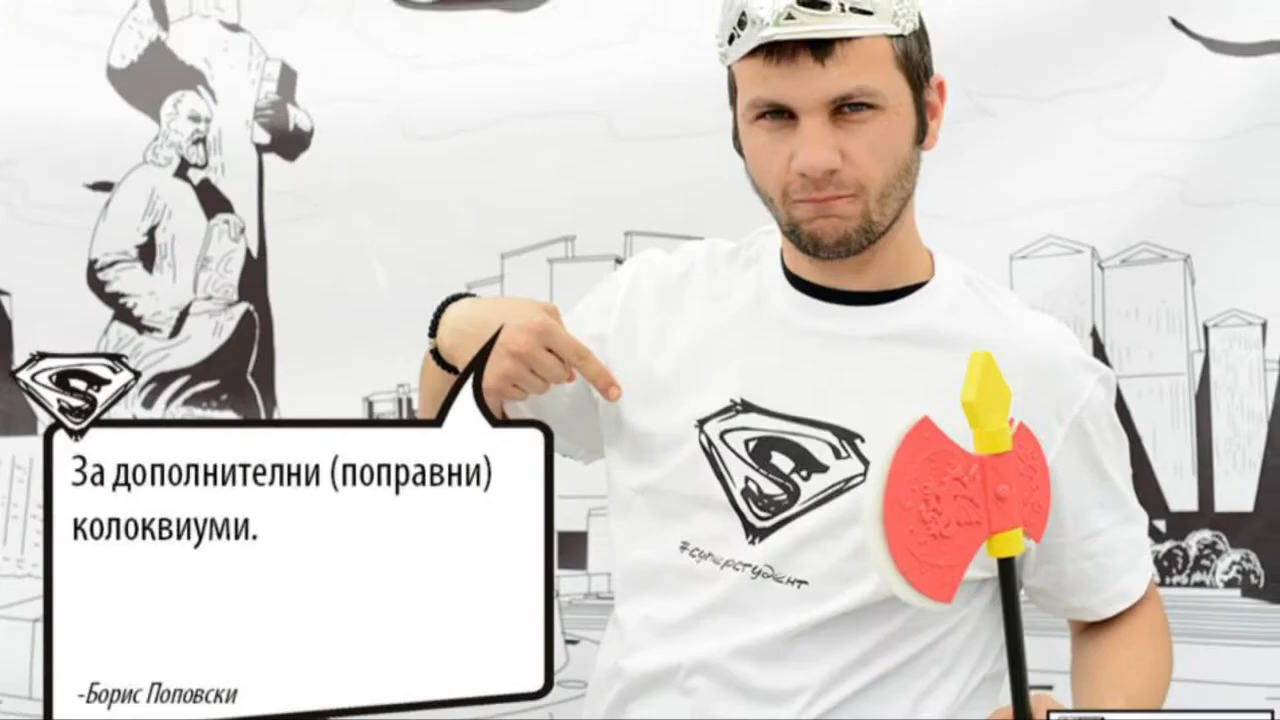 За дополнителни (поправни)
колоквиуми.
-Борис Поповски
#суперстудент